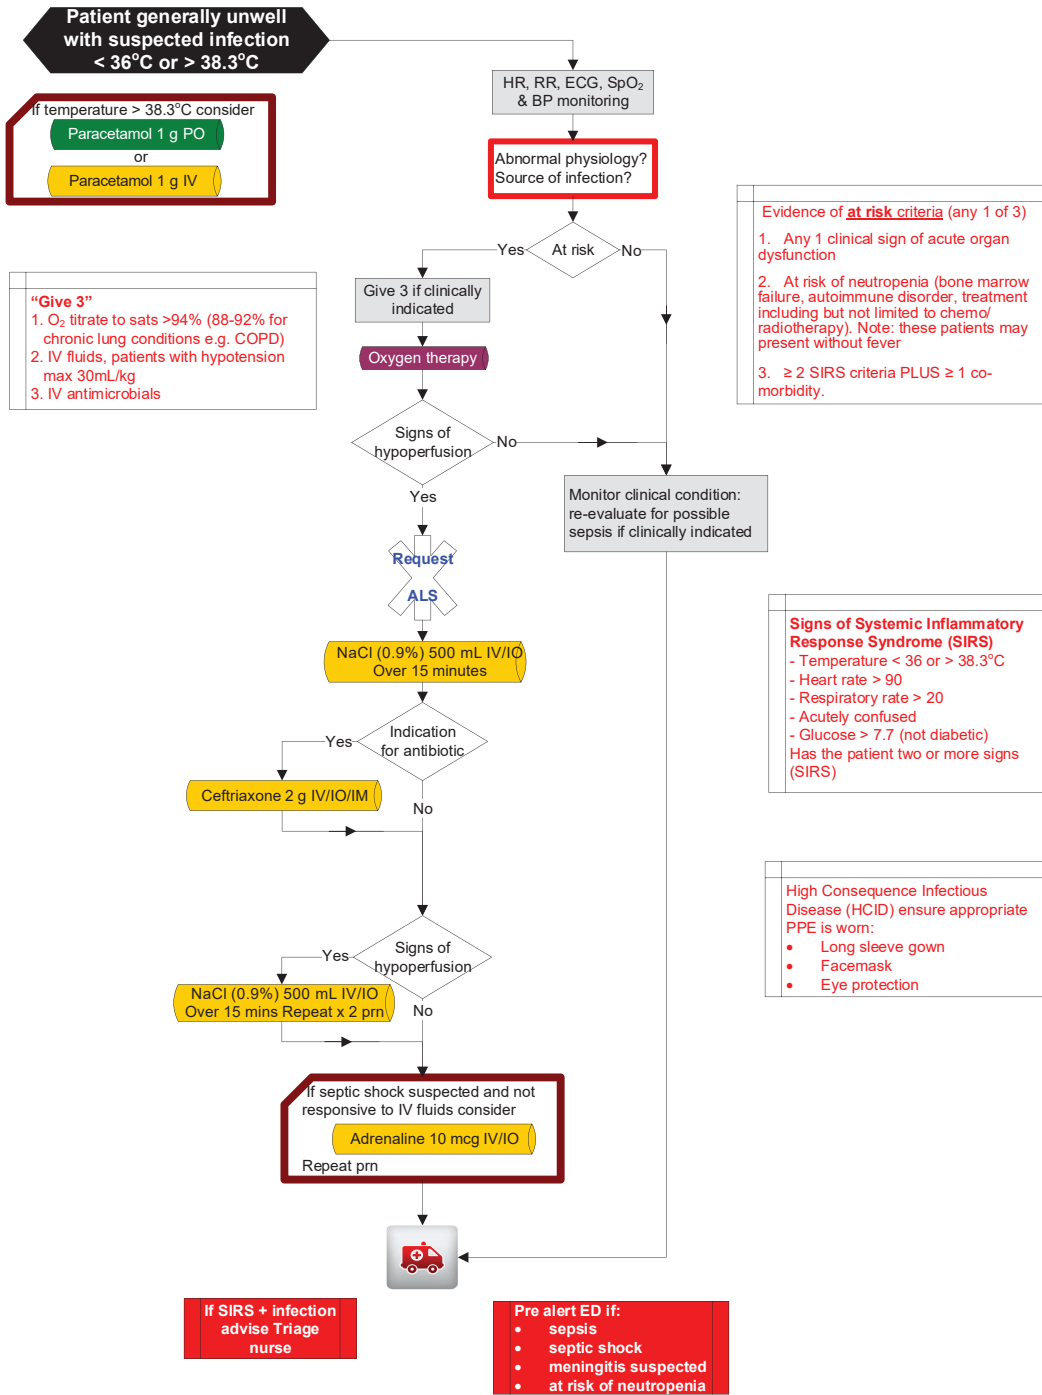 Patient generally unwell
with suspected infection
< 36°C or > 38.3°C
HR, RR, ECG, SpO₂
& BP monitoring
If temperature > 38.3°C consider
Paracetamol 1 g PO
or
Paracetamol 1 g IV
Abnormal physiology?
Source of infection?
Evidence of at risk criteria (any 1 of 3)
1. Any 1 clinical sign of acute organ
dysfunction
2. At risk of neutropenia (bone marrow
failure, autoimmune disorder, treatment
including but not limited to chemo/
radiotherapy). Note: these patients may
present without fever
3. ≥ 2 SIRS criteria PLUS ≥ 1 co-
morbidity.
Yes
At risk
No
"Give 3"
1. O₂ titrate to sats >94% (88-92% for
chronic lung conditions e.g. COPD)
2. IV fluids, patients with hypotension
max 30mL/kg
3. IV antimicrobials
Give 3 if clinically
indicated
Oxygen therapy
Signs of
hypoperfusion
No
Yes
Monitor clinical condition:
re-evaluate for possible
sepsis if clinically indicated
Request
ALS
NaCl (0.9%) 500 mL IV/IO
Over 15 minutes
Signs of Systemic Inflammatory
Response Syndrome (SIRS)
- Temperature < 36 or > 38.3°C
- Heart rate > 90
- Respiratory rate > 20
- Acutely confused
- Glucose > 7.7 (not diabetic)
Has the patient two or more signs
(SIRS)
Indication
for antibiotic
Yes
Ceftriaxone 2 g IV/IO/IM
No
High Consequence Infectious
Disease (HCID) ensure appropriate
PPE is worn:
• Long sleeve gown
• Facemask
• Eye protection
Signs of
hypoperfusion
Yes
NaCl (0.9%) 500 mL IV/IO
Over 15 mins Repeat x 2 prn
No
If septic shock suspected and not
responsive to IV fluids consider
Adrenaline 10 mcg IV/IO
Repeat prn
If SIRS + infection
advise Triage
nurse
Pre alert ED if:
• sepsis
• septic shock
• meningitis suspected
• at risk of neutropenia